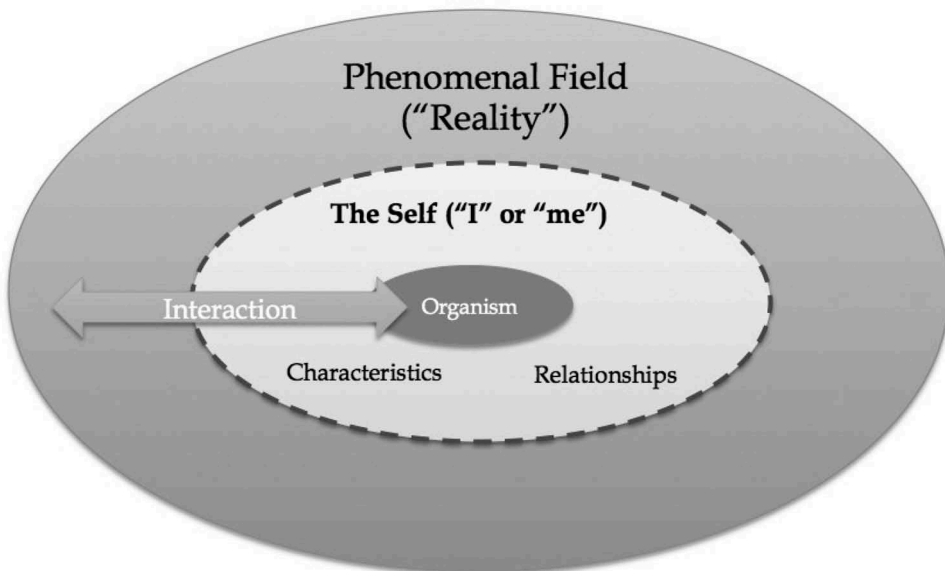 Phenomenal Field
(“Reality”)
The Self (“I” or “me”)
Interaction
Organism
Characteristics
Relationships